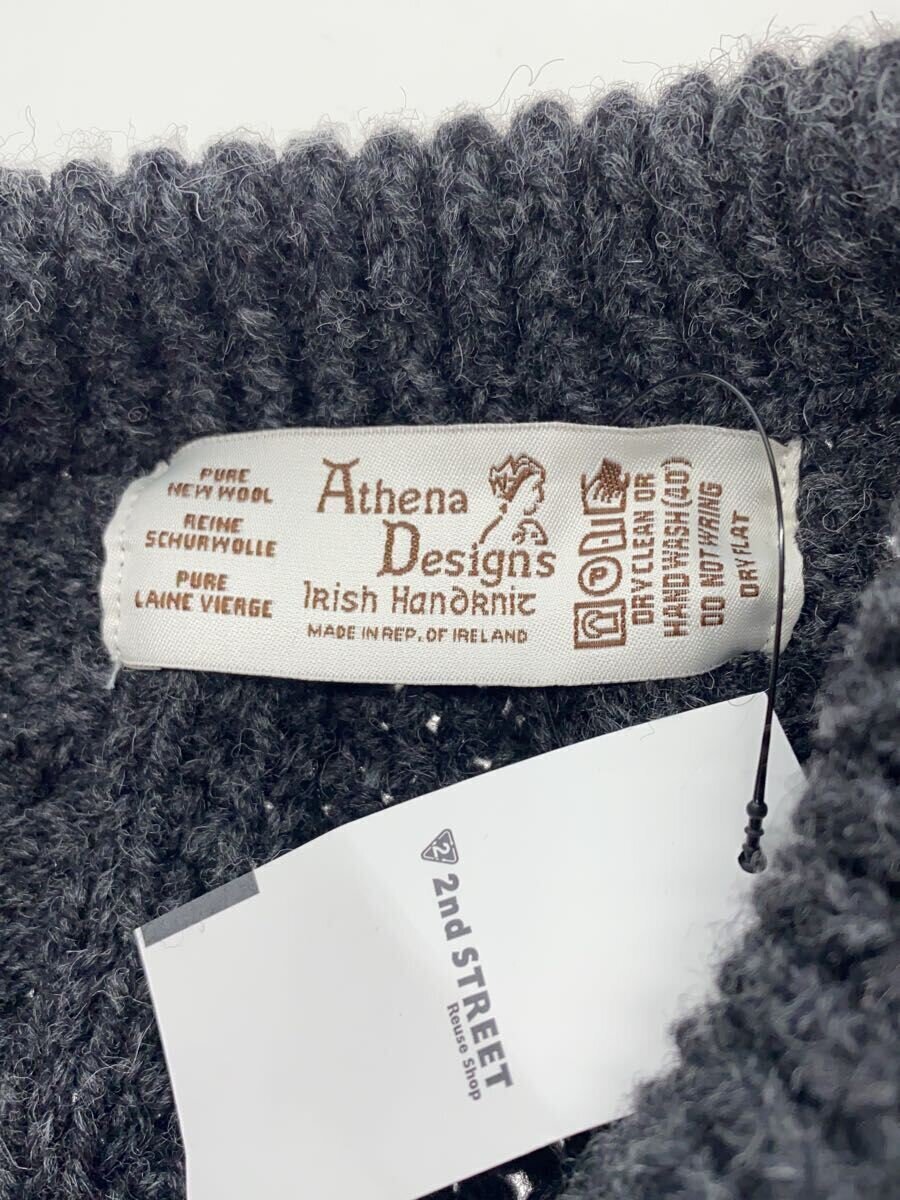 PURE
NEW WOOL
REINE
SCHURWOLLE
PURE
LAINE VIERGE
Athena
Designs
Irish Handknit
MADE IN REP. OF IRELAND
P
DRY CLEAN OR
HAND WASH (40)
DO NOT WRING
DRY FLAT
2
2nd STREET
Reuse Shop